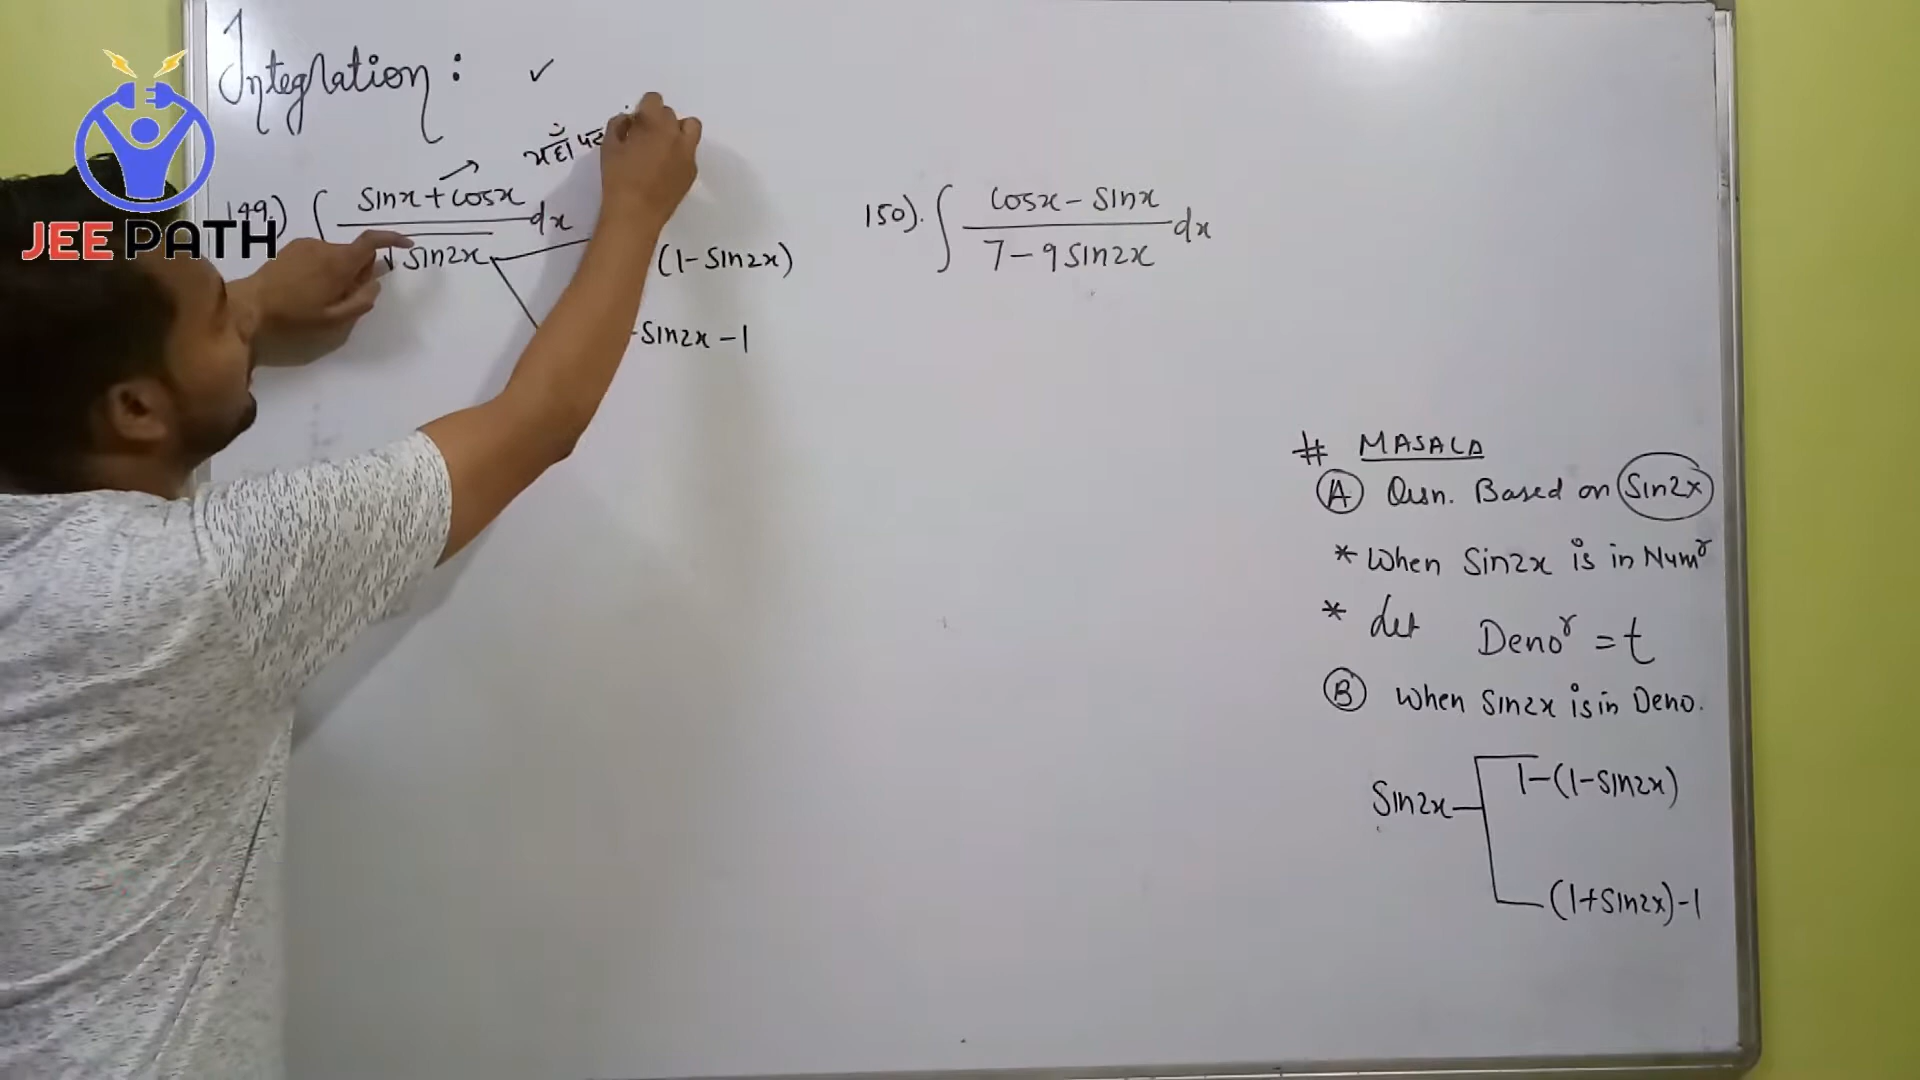 Integration : ✓
यहाँ पर
149.) ∫ sinx + cosx / √sin2x dx
(1-sin2x)
sin2x - 1
150). ∫ cosx - sinx / 7 - 9 sin2x dx
# MASALA
(A) Qusn. Based on sin2x
* When Sin2x is in Numʳ
* Let Denoʳ = t
(B) when sin2x is in Deno.
Sin2x
1-(1-sin2x)
(1+sin2x)-1
JEE PATH